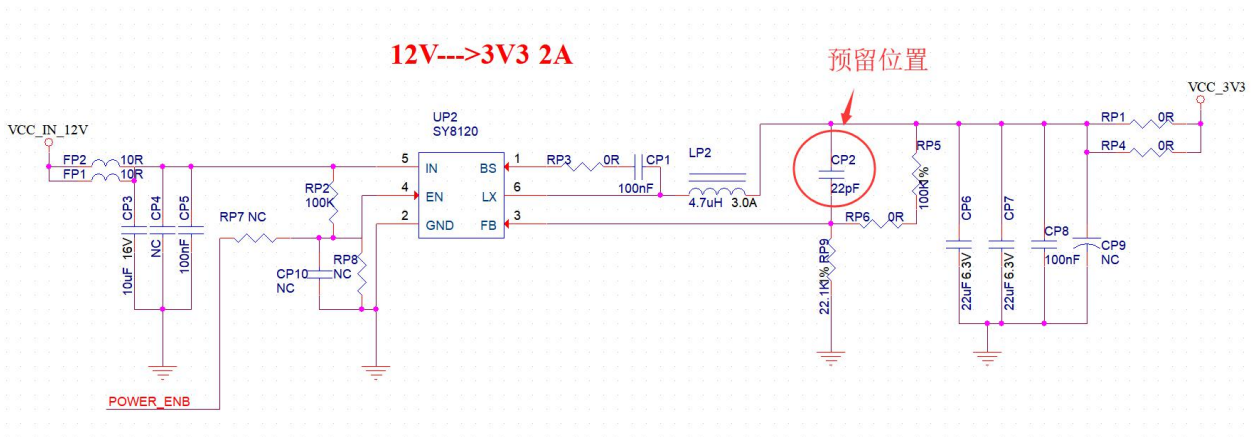 12V--->3V3 2A
预留位置
VCC_IN_12V
FP2 10R
FP1 10R
CP3
10uF 16V
CP4
NC
CP5
100nF
RP2
100K
RP7 NC
CP10
NC
RP8
NC
POWER_ENB
UP2
SY8120
5 IN
4 EN
2 GND
BS 1
LX 6
FB 3
RP3 0R
CP1
100nF
LP2
4.7uH 3.0A
CP2
22pF
RP5
100K1%
RP6 0R
RP9
22.1K1%
CP6
22uF 6.3V
CP7
22uF 6.3V
CP8
100nF
CP9
NC
RP1 0R
RP4 0R
VCC_3V3